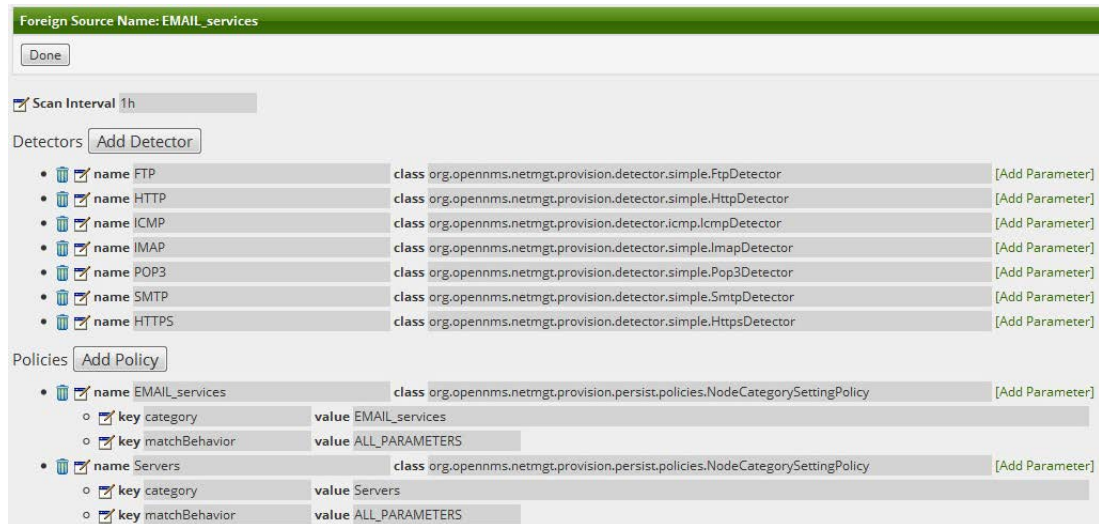 Foreign Source Name: EMAIL_services
Done
Scan Interval 1h
Detectors Add Detector
name FTP class org.opennms.netmgt.provision.detector.simple.FtpDetector [Add Parameter]
name HTTP class org.opennms.netmgt.provision.detector.simple.HttpDetector [Add Parameter]
name ICMP class org.opennms.netmgt.provision.detector.icmp.IcmpDetector [Add Parameter]
name IMAP class org.opennms.netmgt.provision.detector.simple.ImapDetector [Add Parameter]
name POP3 class org.opennms.netmgt.provision.detector.simple.Pop3Detector [Add Parameter]
name SMTP class org.opennms.netmgt.provision.detector.simple.SmtpDetector [Add Parameter]
name HTTPS class org.opennms.netmgt.provision.detector.simple.HttpsDetector [Add Parameter]
Policies Add Policy
name EMAIL_services class org.opennms.netmgt.provision.persist.policies.NodeCategorySettingPolicy [Add Parameter]
key category value EMAIL_services
key matchBehavior value ALL_PARAMETERS
name Servers class org.opennms.netmgt.provision.persist.policies.NodeCategorySettingPolicy [Add Parameter]
key category value Servers
key matchBehavior value ALL_PARAMETERS